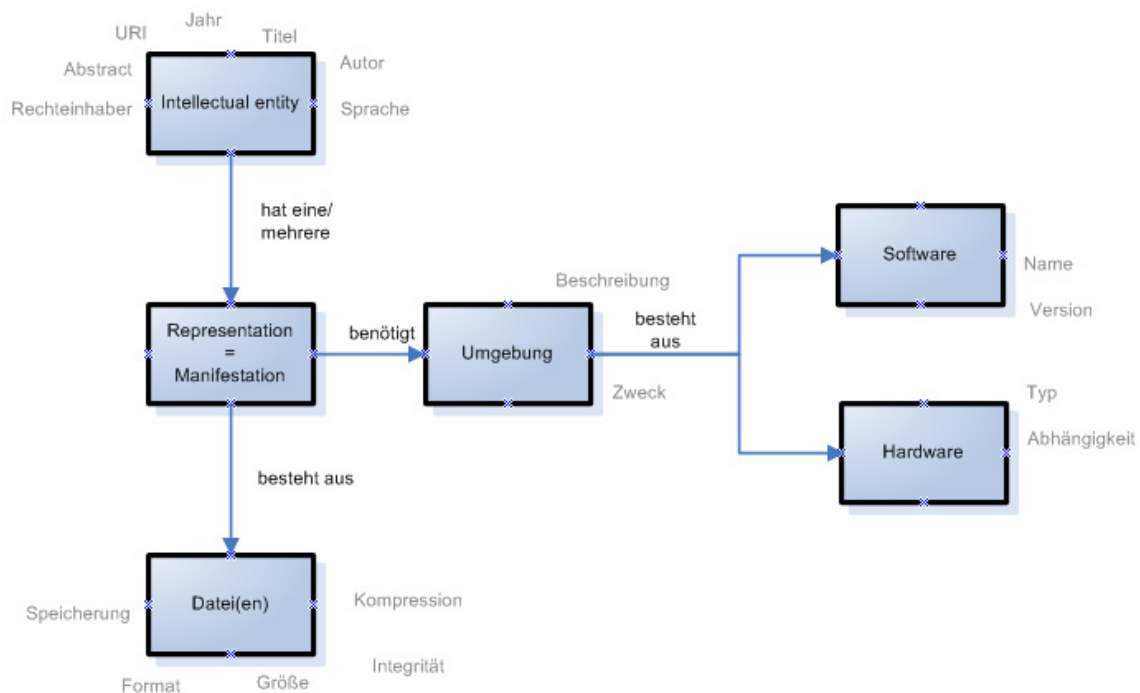 Jahr
URI
Titel
Abstract
Autor
Rechteinhaber
Intellectual entity
Sprache
hat eine/
mehrere
Software
Name
Version
Beschreibung
Representation
=
Manifestation
benötigt
Umgebung
besteht
aus
Zweck
Typ
Abhängigkeit
Hardware
besteht aus
Datei(en)
Speicherung
Kompression
Integrität
Format
Größe